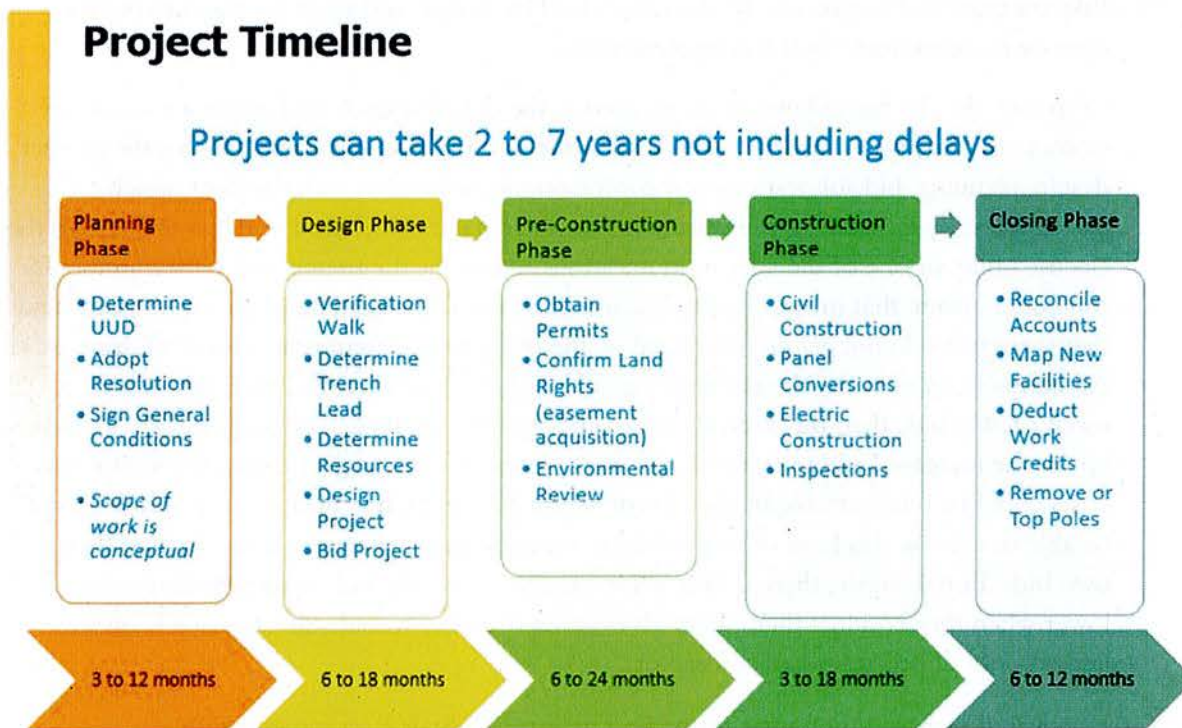 Project Timeline
Projects can take 2 to 7 years not including delays
Planning
Phase
• Determine
UUD
• Adopt
Resolution
• Sign General
Conditions
• Scope of
work is
conceptual
Design Phase
• Verification
Walk
• Determine
Trench
Lead
• Determine
Resources
• Design
Project
• Bid Project
Pre-Construction
Phase
• Obtain
Permits
• Confirm Land
Rights
(easement
acquisition)
• Environmental
Review
Construction
Phase
• Civil
Construction
• Panel
Conversions
• Electric
Construction
• Inspections
Closing Phase
• Reconcile
Accounts
• Map New
Facilities
• Deduct
Work
Credits
• Remove or
Top Poles
3 to 12 months
6 to 18 months
6 to 24 months
3 to 18 months
6 to 12 months